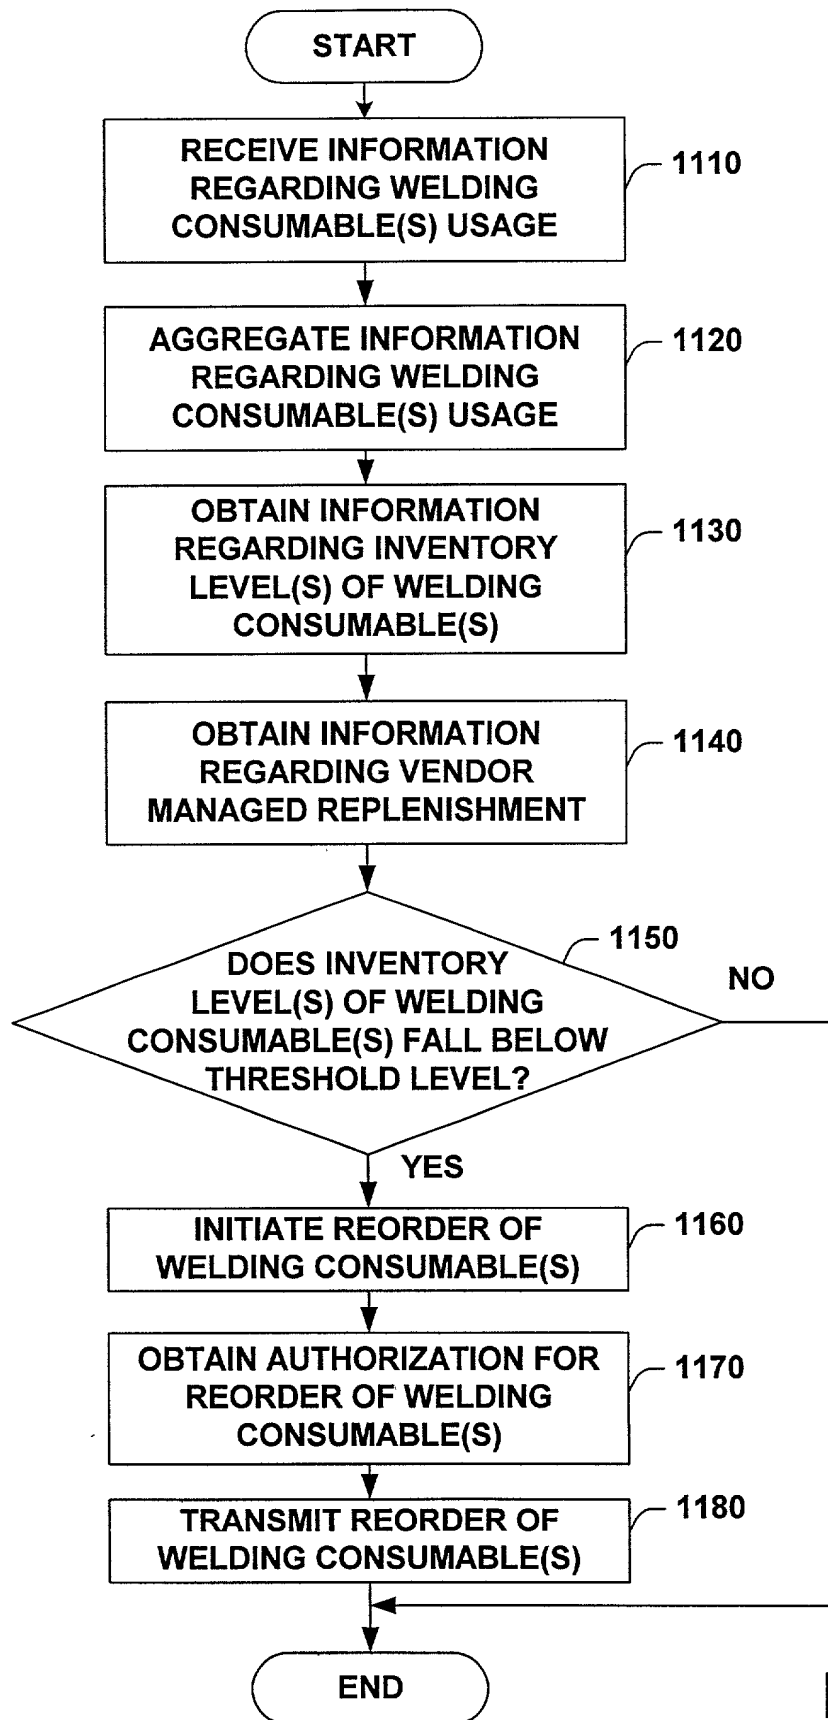 START
RECEIVE INFORMATION
REGARDING WELDING
CONSUMABLE(S) USAGE
1110
AGGREGATE INFORMATION
REGARDING WELDING
CONSUMABLE(S) USAGE
1120
OBTAIN INFORMATION
REGARDING INVENTORY
LEVEL(S) OF WELDING
CONSUMABLE(S)
1130
OBTAIN INFORMATION
REGARDING VENDOR
MANAGED REPLENISHMENT
1140
DOES INVENTORY
LEVEL(S) OF WELDING
CONSUMABLE(S) FALL BELOW
THRESHOLD LEVEL?
1150
NO
YES
INITIATE REORDER OF
WELDING CONSUMABLE(S)
1160
OBTAIN AUTHORIZATION FOR
REORDER OF WELDING
CONSUMABLE(S)
1170
TRANSMIT REORDER OF
WELDING CONSUMABLE(S)
1180
END